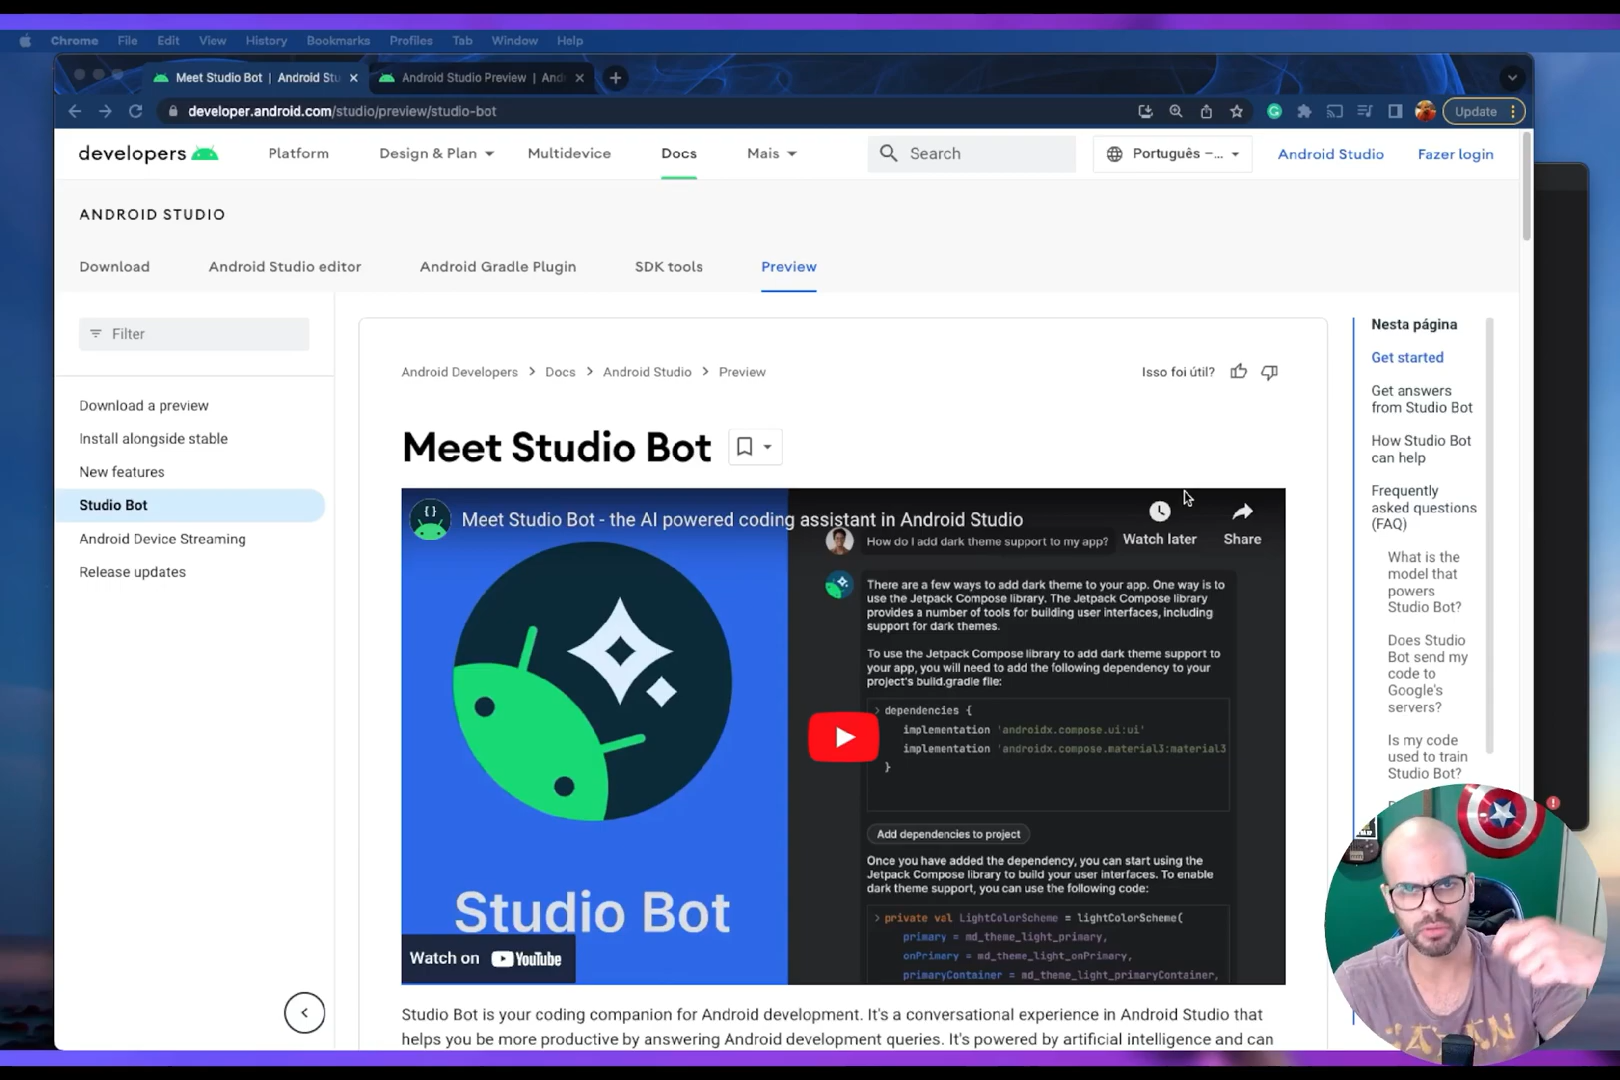 Chrome File Edit View History Bookmarks Profiles Tab Window Help
Meet Studio Bot | Android Stu
Android Studio Preview | And
developer.android.com/studio/preview/studio-bot
Update
developers Platform Design & Plan Multidevice Docs Mais Search Português –... Android Studio Fazer login
ANDROID STUDIO
Download Android Studio editor Android Gradle Plugin SDK tools Preview
Filter
Download a preview
Install alongside stable
New features
Studio Bot
Android Device Streaming
Release updates
Android Developers > Docs > Android Studio > Preview
Isso foi útil?
Meet Studio Bot
Meet Studio Bot - the AI powered coding assistant in Android Studio
Watch later
Share
How do I add dark theme support to my app?
There are a few ways to add dark theme to your app. One way is to
use the Jetpack Compose library. The Jetpack Compose library
provides a number of tools for building user interfaces, including
support for dark themes.
To use the Jetpack Compose library to add dark theme support to
your app, you will need to add the following dependency to your
project's build.gradle file:
dependencies {
implementation 'androidx.compose.ui:ui'
implementation 'androidx.compose.material3:material3
}
Add dependencies to project
Once you have added the dependency, you can start using the
Jetpack Compose library to build your user interfaces. To enable
dark theme support, you can use the following code:
private val LightColorScheme = lightColorScheme(
primary = md_theme_light_primary,
onPrimary = md_theme_light_onPrimary,
primaryContainer = md_theme_light_primaryContainer,
Studio Bot
Watch on YouTube
Studio Bot is your coding companion for Android development. It's a conversational experience in Android Studio that
helps you be more productive by answering Android development queries. It's powered by artificial intelligence and can
Nesta página
Get started
Get answers
from Studio Bot
How Studio Bot
can help
Frequently
asked questions
(FAQ)
What is the
model that
powers
Studio Bot?
Does Studio
Bot send my
code to
Google's
servers?
Is my code
used to train
Studio Bot?